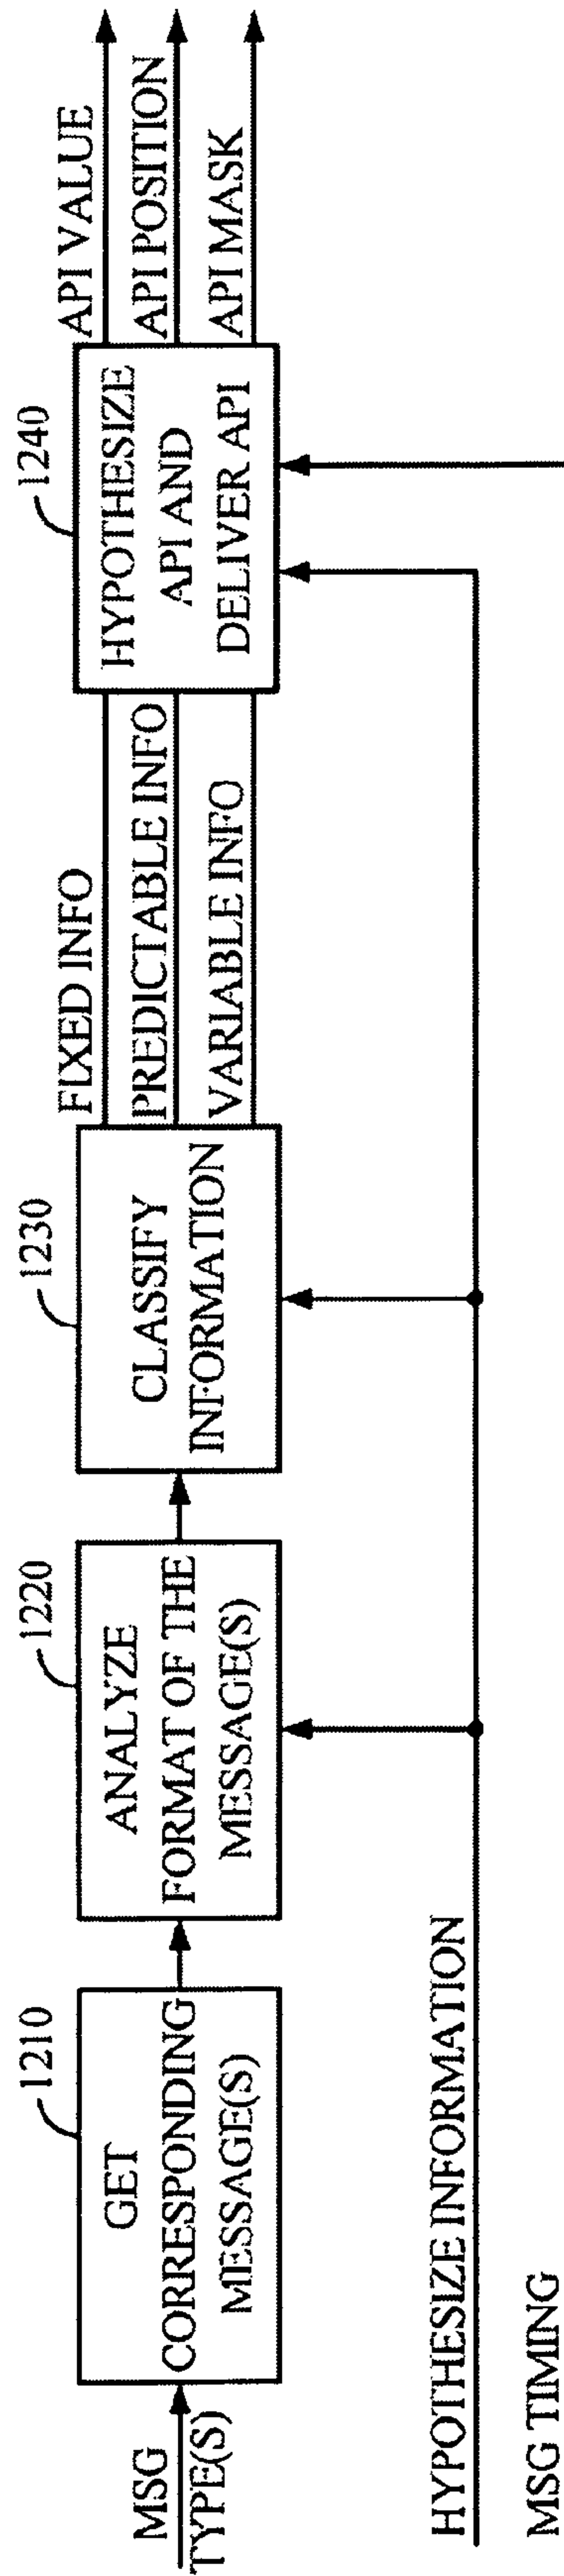 MSG
TYPE(S)
1210
GET
CORRESPONDING
MESSAGE(S)
1220
ANALYZE
FORMAT OF THE
MESSAGE(S)
1230
CLASSIFY
INFORMATION
FIXED INFO
PREDICTABLE INFO
VARIABLE INFO
1240
HYPOTHESIZE
API AND
DELIVER API
API VALUE
API POSITION
API MASK
HYPOTHESIZE INFORMATION
MSG TIMING